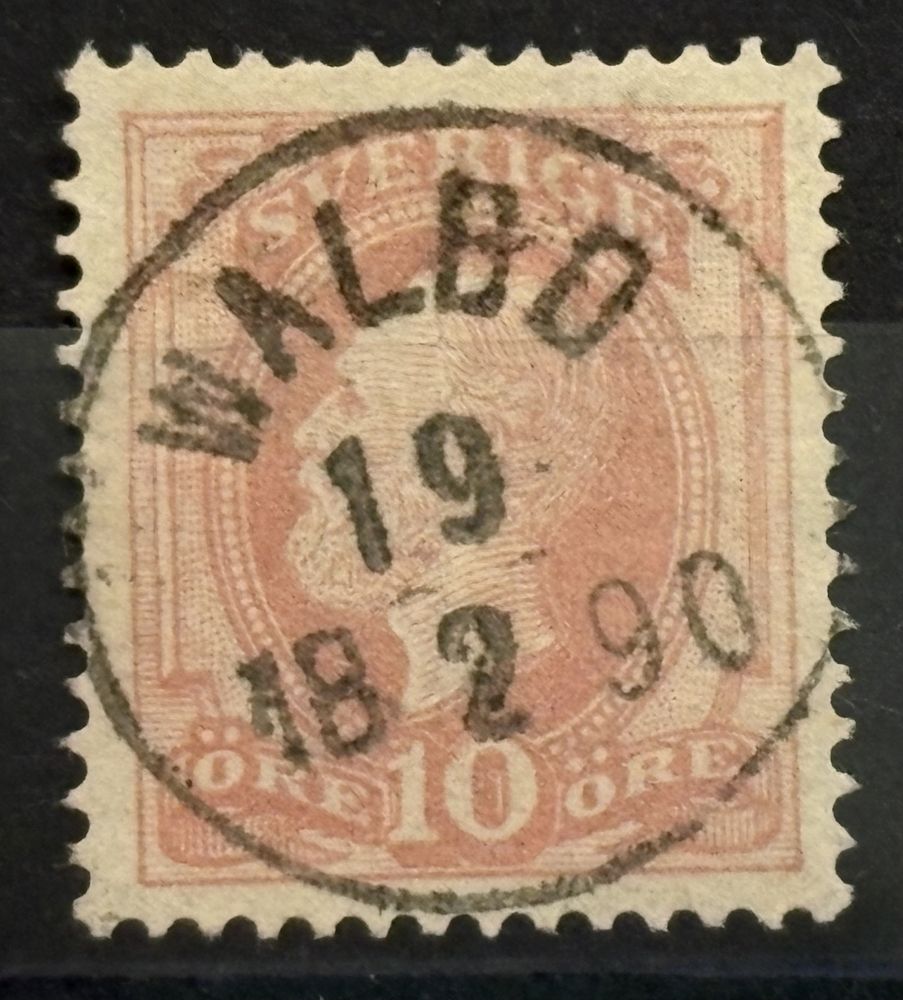 SVERIGE
WALBO
19
18 2 90
ÖRE 10 ÖRE